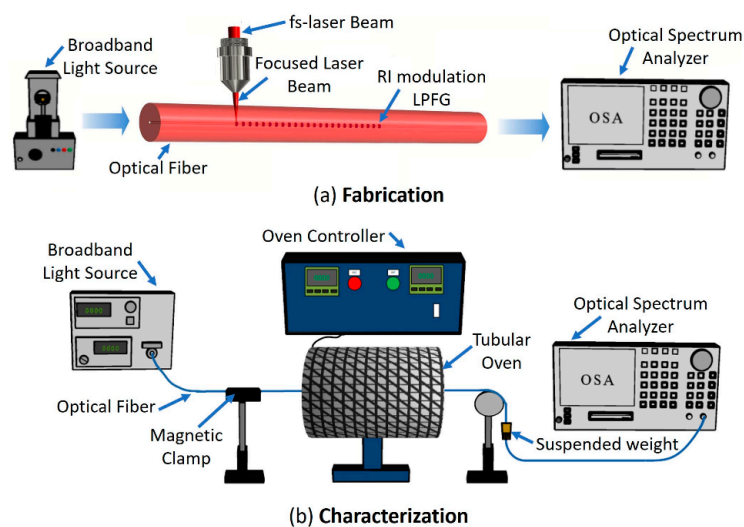 fs-laser Beam
Broadband
Light Source
Focused Laser
Beam
RI modulation
LPFG
Optical Spectrum
Analyzer
OSA
Optical Fiber
(a) Fabrication
Broadband
Light Source
Oven Controller
Optical Spectrum
Analyzer
Tubular
Oven
OSA
Optical Fiber
Magnetic
Clamp
Suspended weight
(b) Characterization